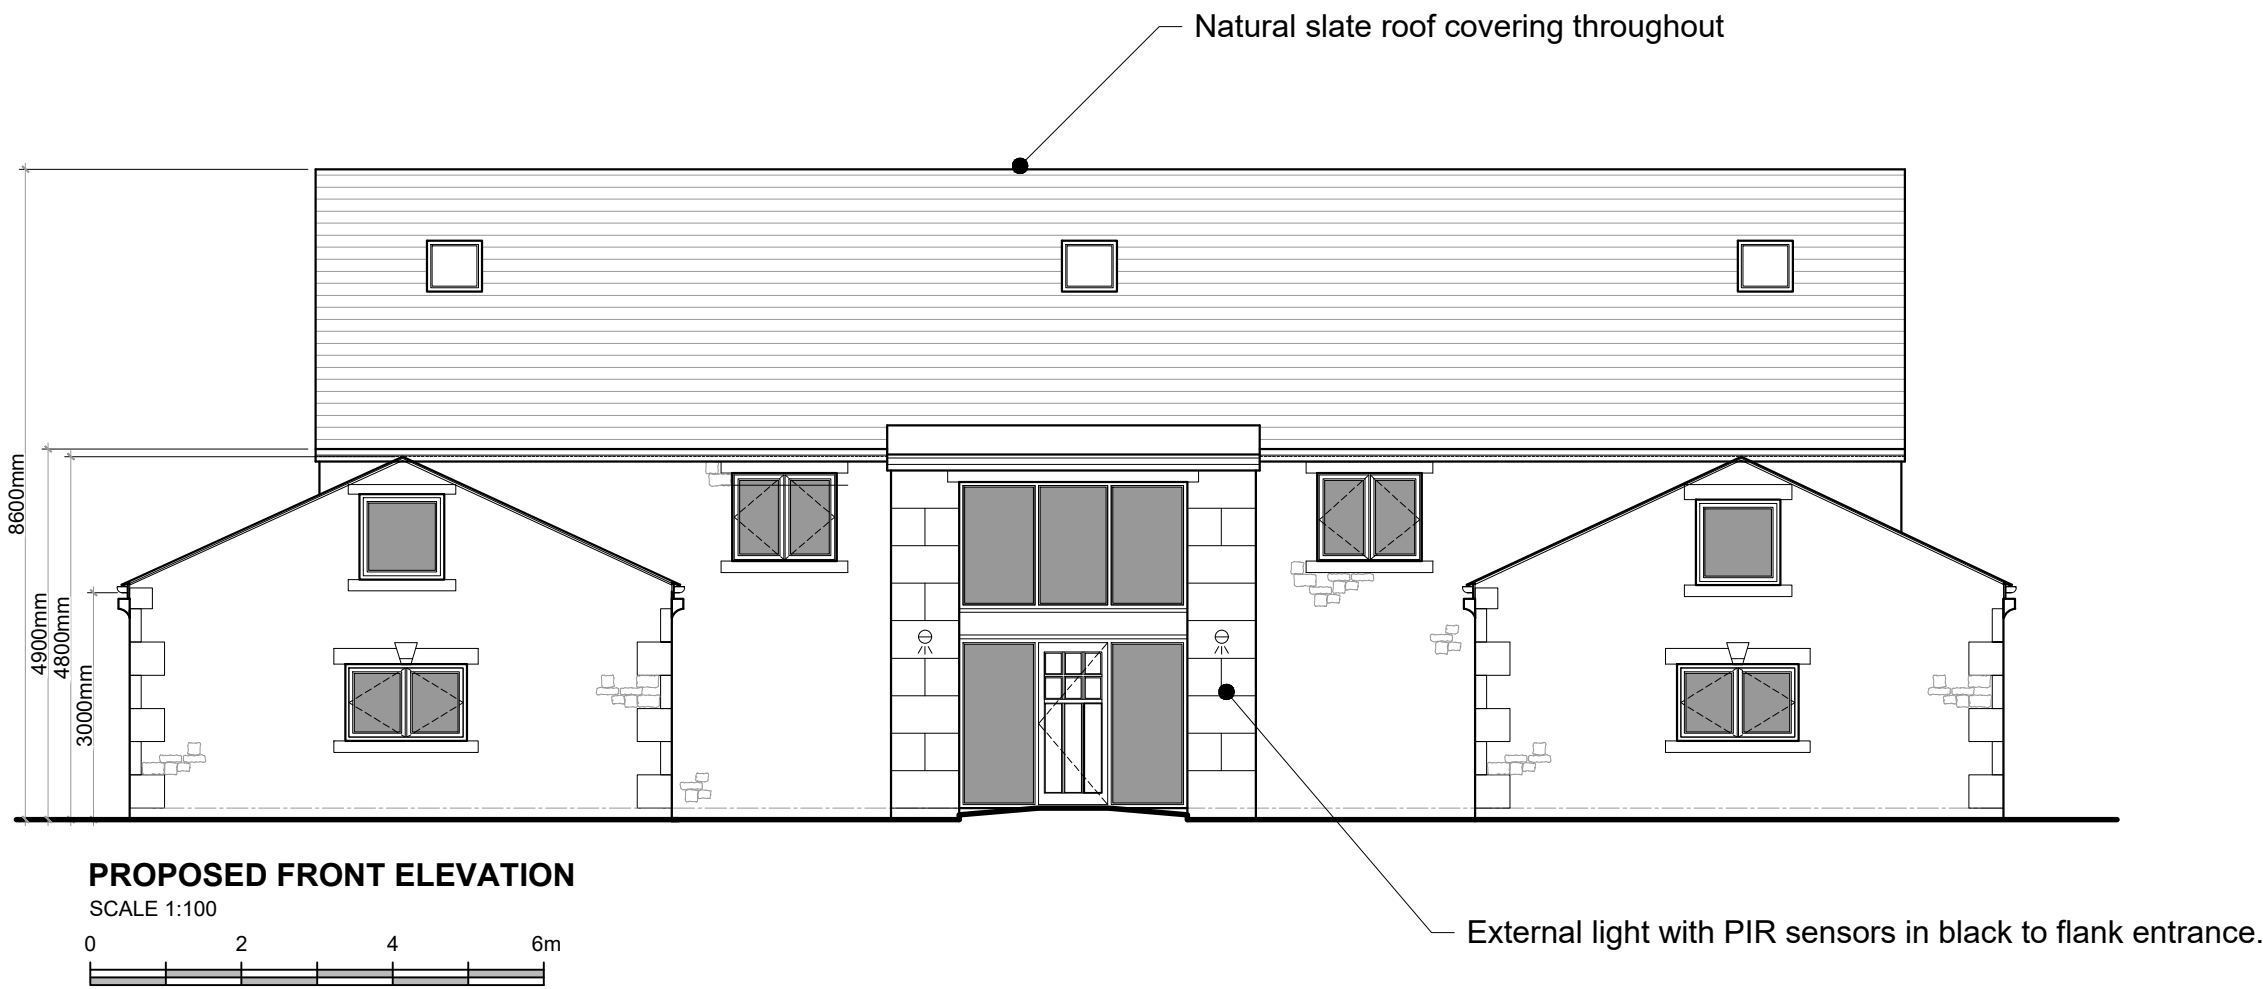 Natural slate roof covering throughout
8600mm
4900mm
4800mm
3000mm
PROPOSED FRONT ELEVATION
SCALE 1:100
0 2 4 6m
External light with PIR sensors in black to flank entrance.